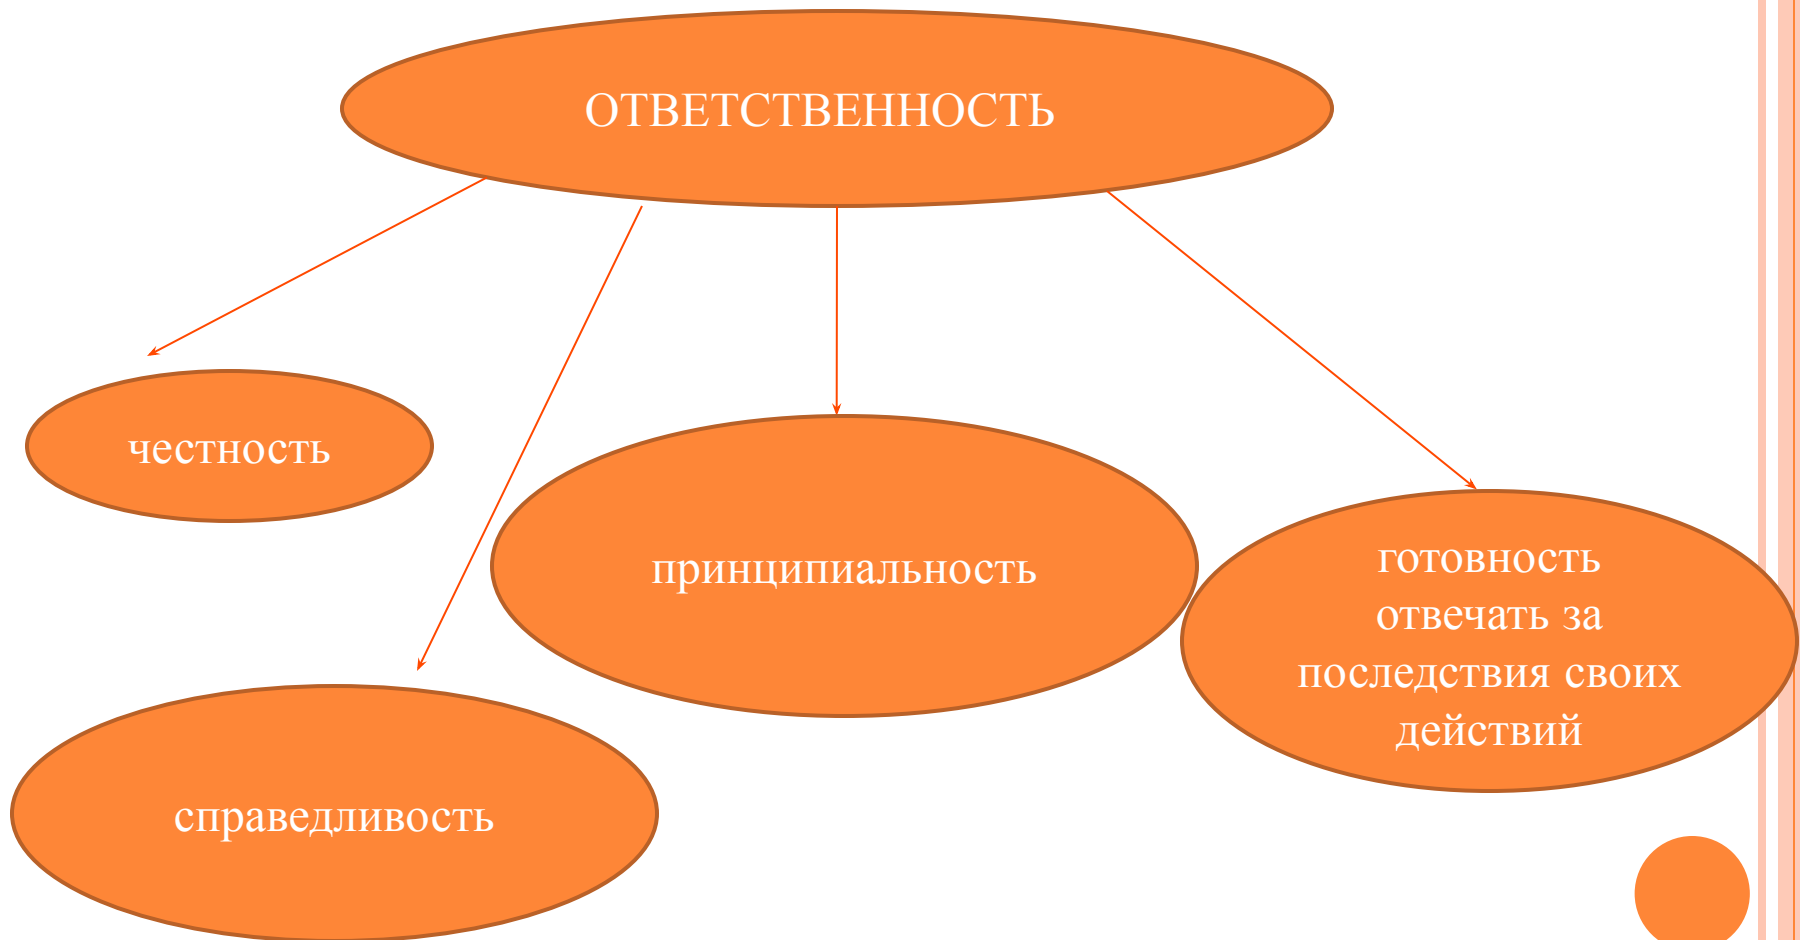 ОТВЕТСТВЕННОСТЬ
честность
принципиальность
готовность
отвечать за
последствия своих
действий
справедливость